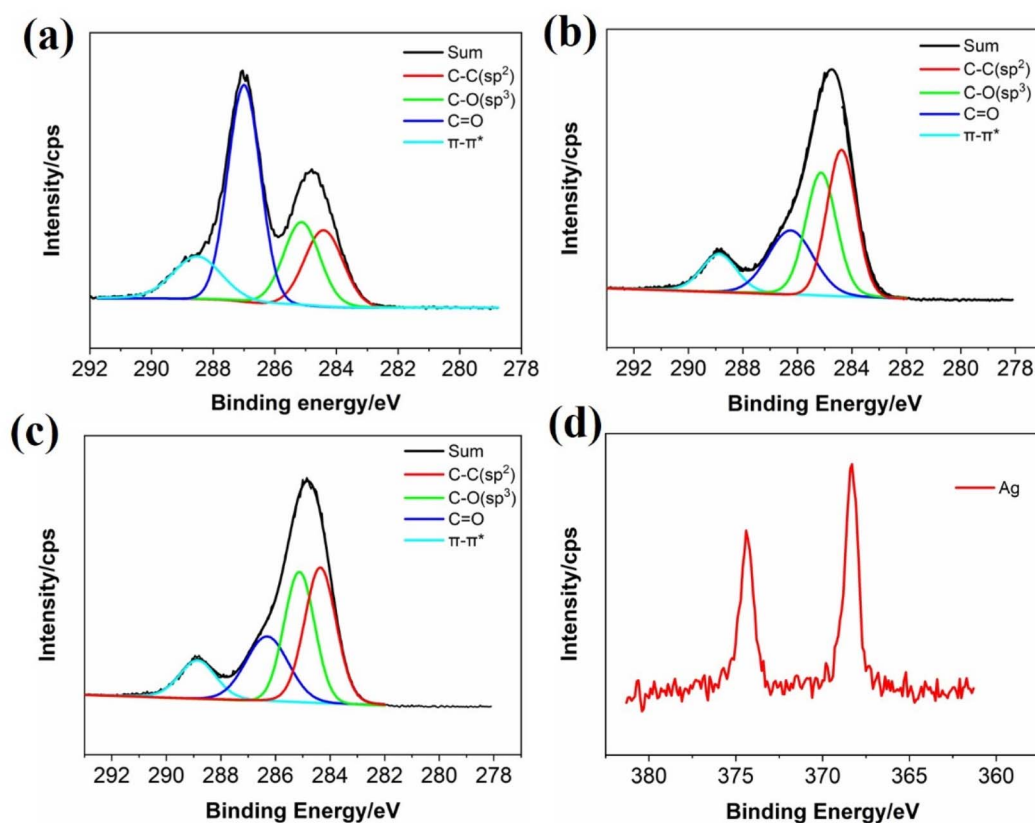 (a)
Sum
C-C(sp²)
C-O(sp³)
C=O
π-π*
Intensity/cps
292 290 288 286 284 282 280 278
Binding energy/eV
(b)
Sum
C-C(sp²)
C-O(sp³)
C=O
π-π*
Intensity/cps
292 290 288 286 284 282 280 278
Binding Energy/eV
(c)
Sum
C-C(sp²)
C-O(sp³)
C=O
π-π*
Intensity/cps
292 290 288 286 284 282 280 278
Binding Energy/eV
(d)
Ag
Intensity/cps
380 375 370 365 360
Binding Energy/eV